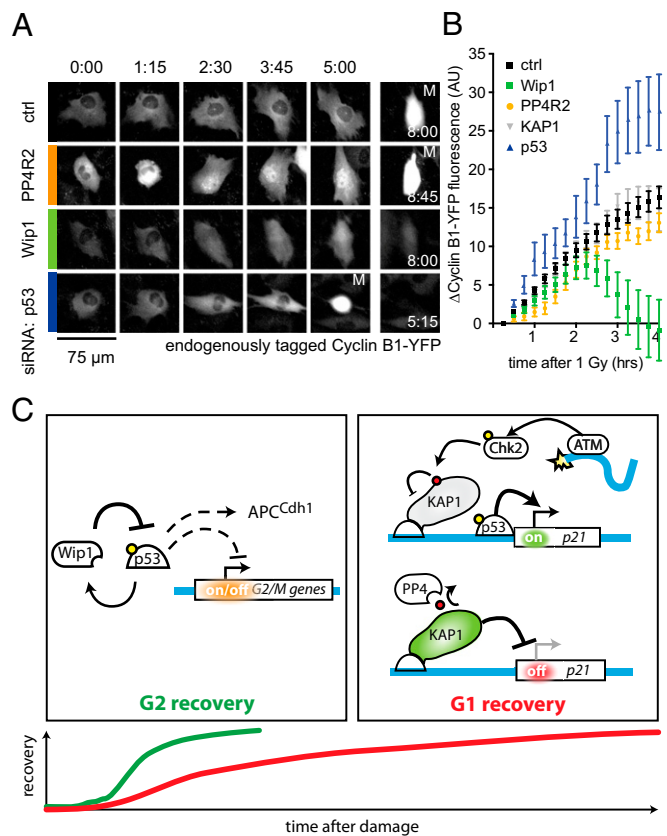 A
0:00 1:15 2:30 3:45 5:00
ctrl
M
8:00
PP4R2
M
8:45
Wip1
8:00
siRNA: p53
M
5:15
75 µm
endogenously tagged Cyclin B1-YFP
B
ΔCyclin B1-YFP fluorescence (AU)
35
30
25
20
15
10
5
0
ctrl
Wip1
PP4R2
KAP1
p53
1 2 3 4
time after 1 Gy (hrs)
C
Wip1
p53
APC^Cdh1
on/off G2/M genes
G2 recovery
Chk2
ATM
KAP1
p53
on p21
PP4
KAP1
off p21
G1 recovery
recovery
time after damage